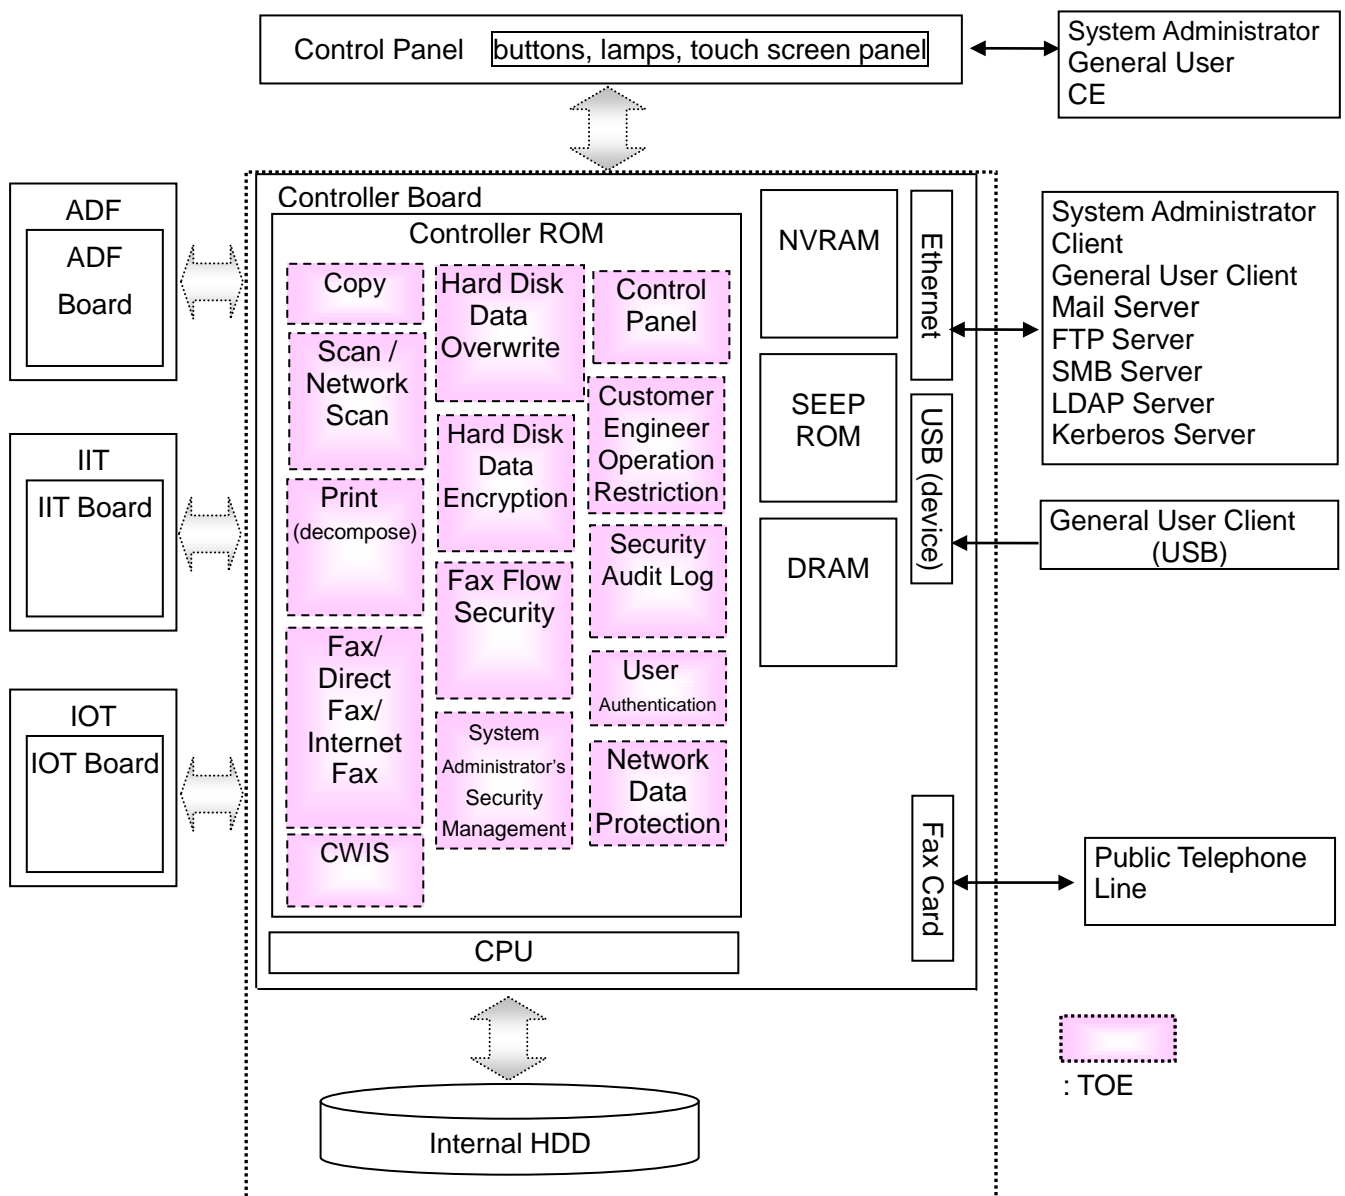 Control Panel buttons, lamps, touch screen panel
System Administrator
General User
CE
ADF
ADF
Board
IIT
IIT Board
IOT
IOT Board
Controller Board
Controller ROM
Copy
Scan /
Network
Scan
Print
(decompose)
Fax/
Direct
Fax/
Internet
Fax
CWIS
Hard Disk
Data
Overwrite
Hard Disk
Data
Encryption
Fax Flow
Security
System
Administrator's
Security
Management
Control
Panel
Customer
Engineer
Operation
Restriction
Security
Audit Log
User
Authentication
Network
Data
Protection
CPU
NVRAM
SEEP
ROM
DRAM
Ethernet
USB (device)
Fax Card
System Administrator
Client
General User Client
Mail Server
FTP Server
SMB Server
LDAP Server
Kerberos Server
General User Client
(USB)
Public Telephone
Line
: TOE
Internal HDD